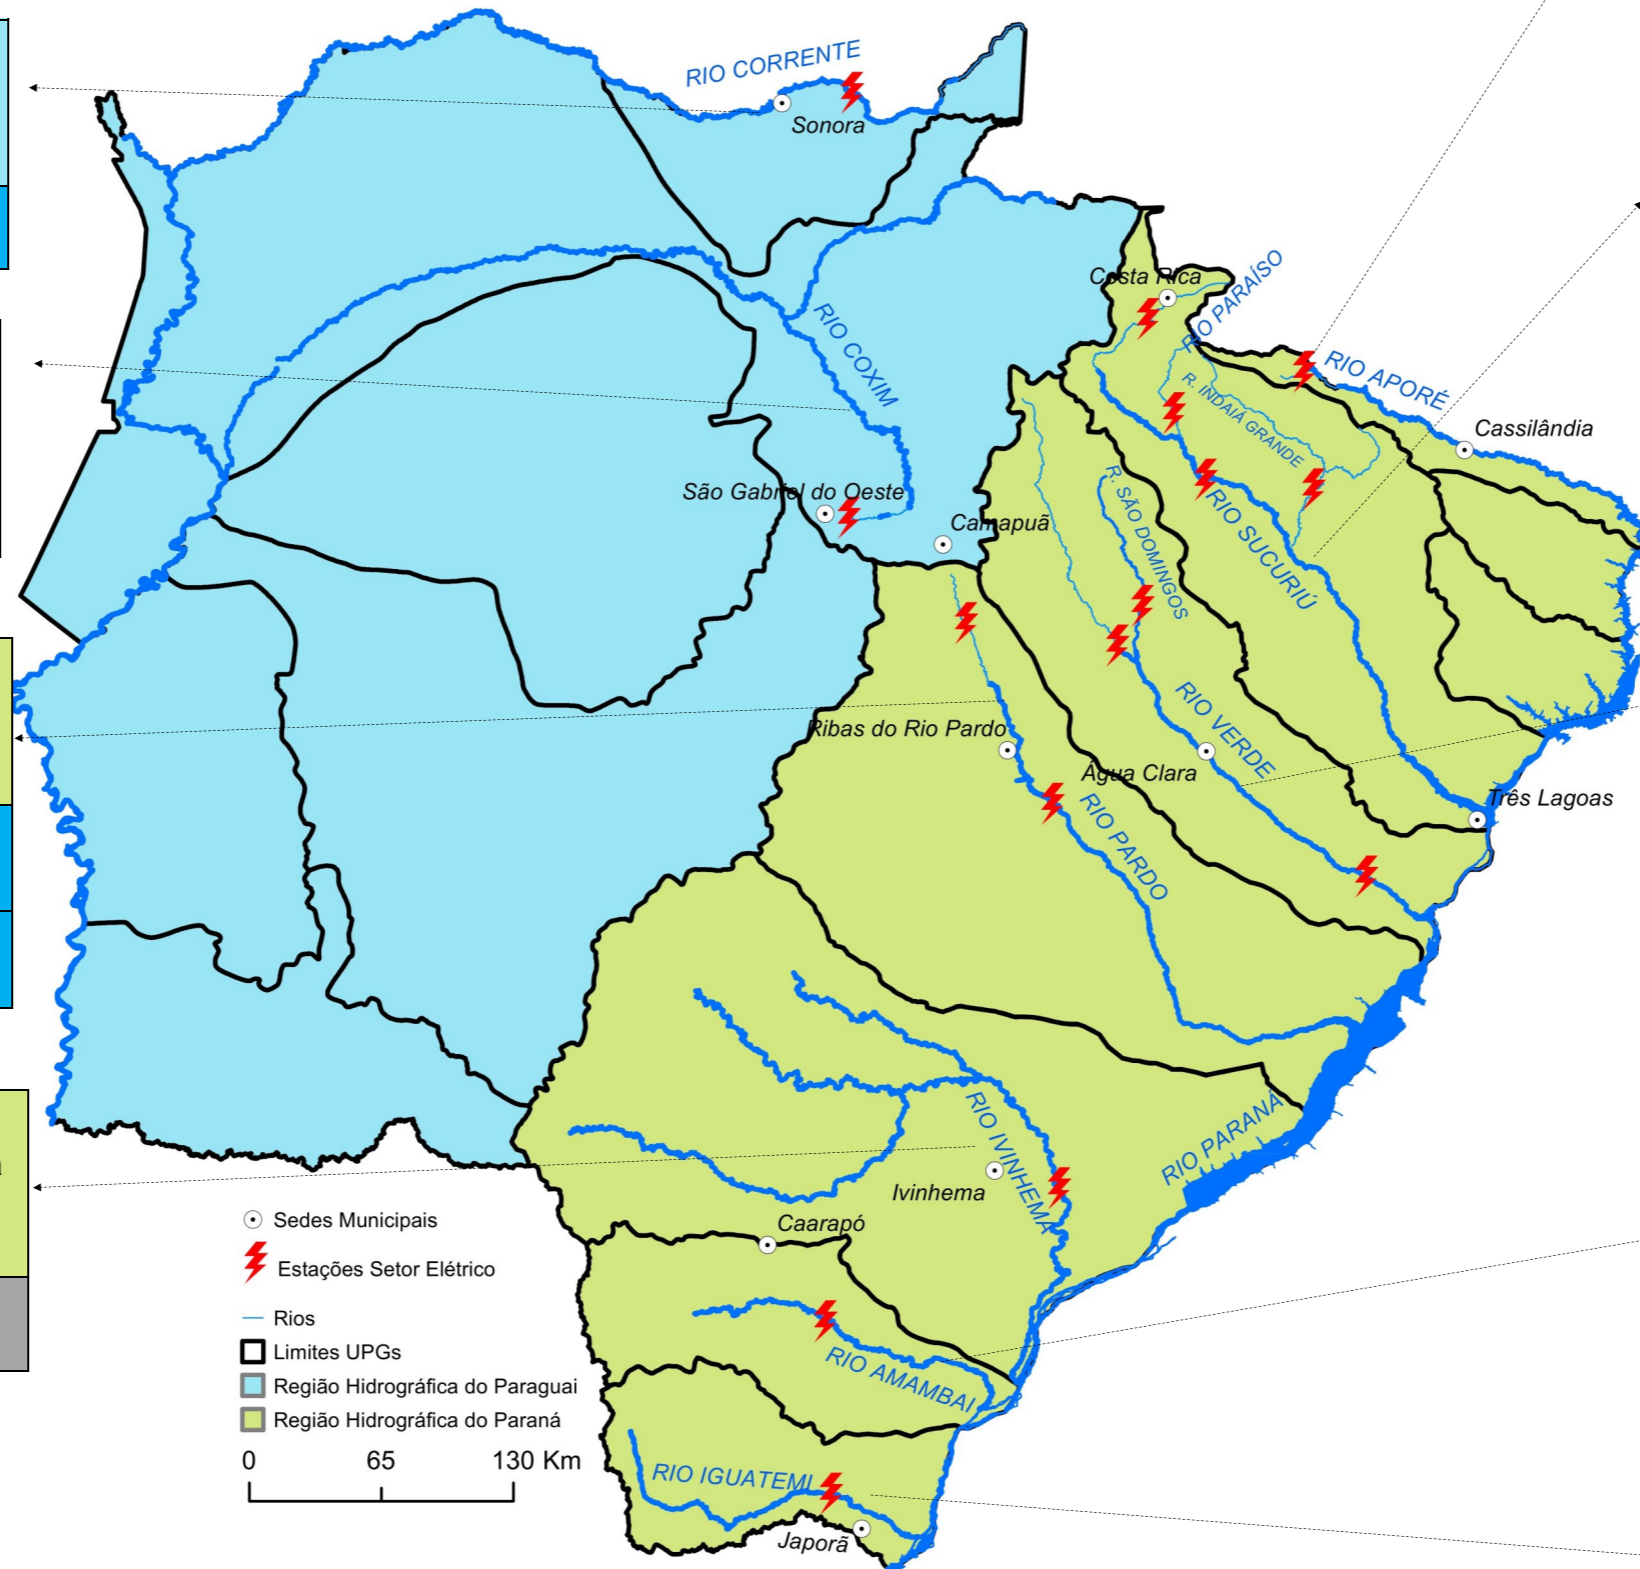 RIO CORRENTE
Sonora
Costa Rica
RIO PARAÍSO
RIO COXIM
RIO APORÉ
R. INDAIÁ GRANDE
Cassilândia
São Gabriel do Oeste
Camapuã
R. SÃO DOMINGOS
RIO SUCURIÚ
Ribas do Rio Pardo
RIO VERDE
Água Clara
RIO PARDO
Três Lagoas
RIO PARANÁ
RIO IVINHEMA
Ivinhema
Caarapó
RIO AMAMBAI
RIO IGUATEMI
Japorã
Sedes Municipais
Estações Setor Elétrico
Rios
Limites UPGs
Região Hidrográfica do Paraguai
Região Hidrográfica do Paraná
0 65 130 Km